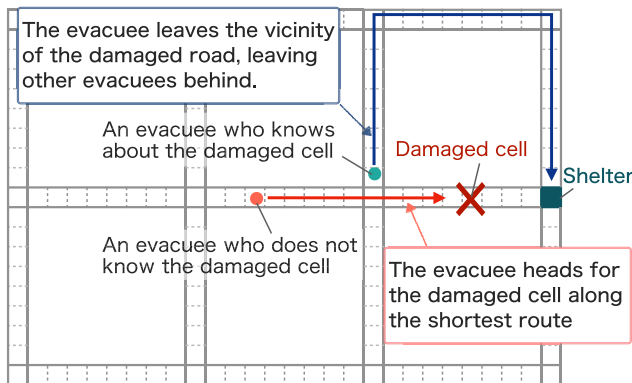 The evacuee leaves the vicinity
of the damaged road, leaving
other evacuees behind.
An evacuee who knows
about the damaged cell
Damaged cell
Shelter
An evacuee who does not
know the damaged cell
The evacuee heads for
the damaged cell along
the shortest route